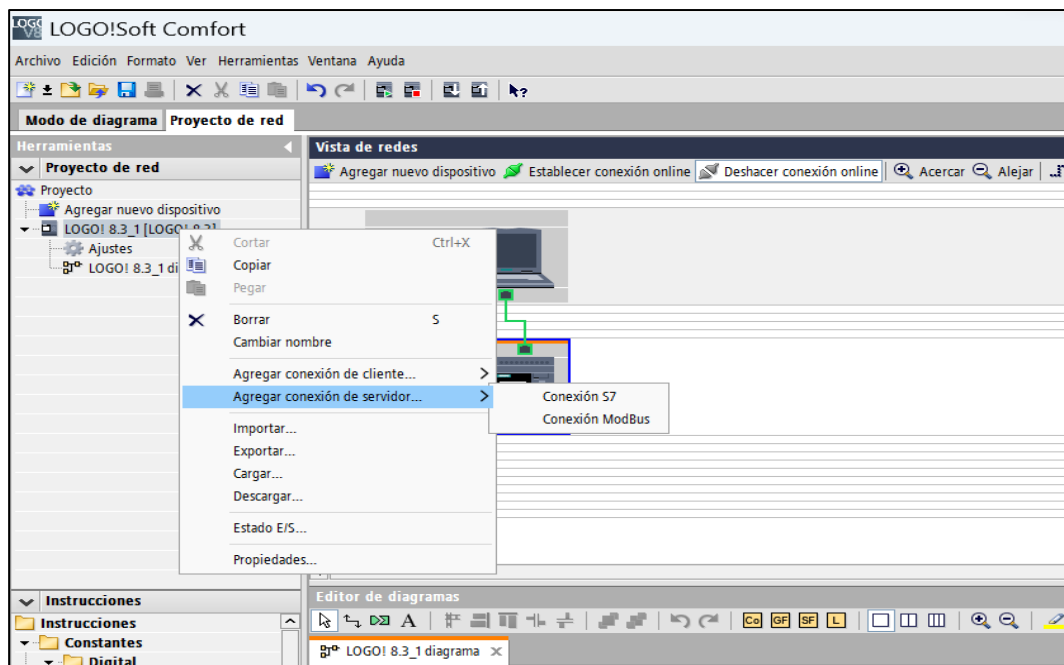 LOGO!Soft Comfort
Archivo Edición Formato Ver Herramientas Ventana Ayuda
Modo de diagrama Proyecto de red
Herramientas
Proyecto de red
Proyecto
Agregar nuevo dispositivo
LOGO! 8.3_1 [LOGO! 8.3]
Ajustes
LOGO! 8.3_1 di
Vista de redes
Agregar nuevo dispositivo Establecer conexión online Deshacer conexión online Acercar Alejar
Cortar Ctrl+X
Copiar
Pegar
Borrar S
Cambiar nombre
Agregar conexión de cliente...
Agregar conexión de servidor...
Conexión S7
Conexión ModBus
Importar...
Exportar...
Cargar...
Descargar...
Estado E/S...
Propiedades...
Instrucciones
Instrucciones
Constantes
Digital
Editor de diagramas
A Co GF SF L
LOGO! 8.3_1 diagrama